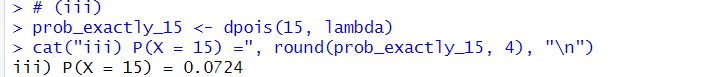 > # (iii)
> prob_exactly_15 <- dpois(15, lambda)
> cat("iii) P(X = 15) =", round(prob_exactly_15, 4), "\n")
iii) P(X = 15) = 0.0724